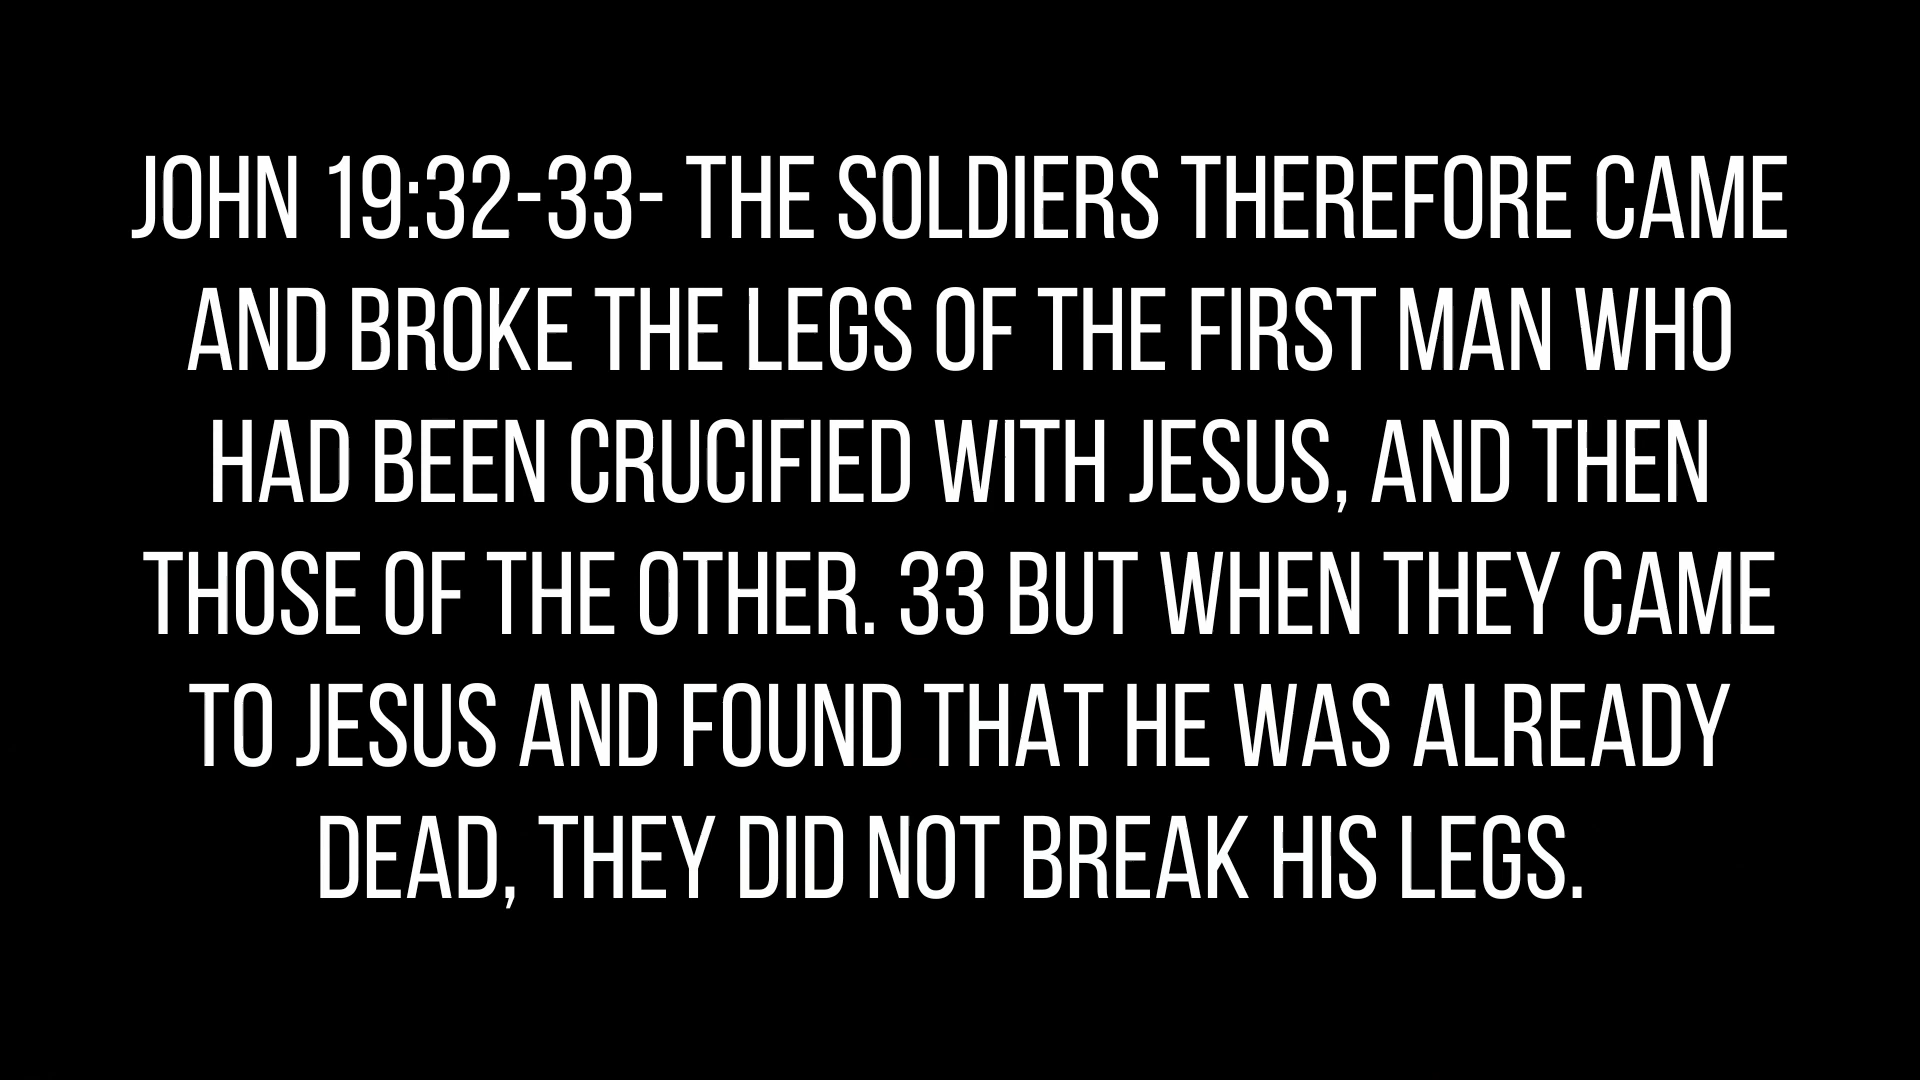 JOHN 19:32-33- THE SOLDIERS THEREFORE CAME
AND BROKE THE LEGS OF THE FIRST MAN WHO
HAD BEEN CRUCIFIED WITH JESUS, AND THEN
THOSE OF THE OTHER. 33 BUT WHEN THEY CAME
TO JESUS AND FOUND THAT HE WAS ALREADY
DEAD, THEY DID NOT BREAK HIS LEGS.